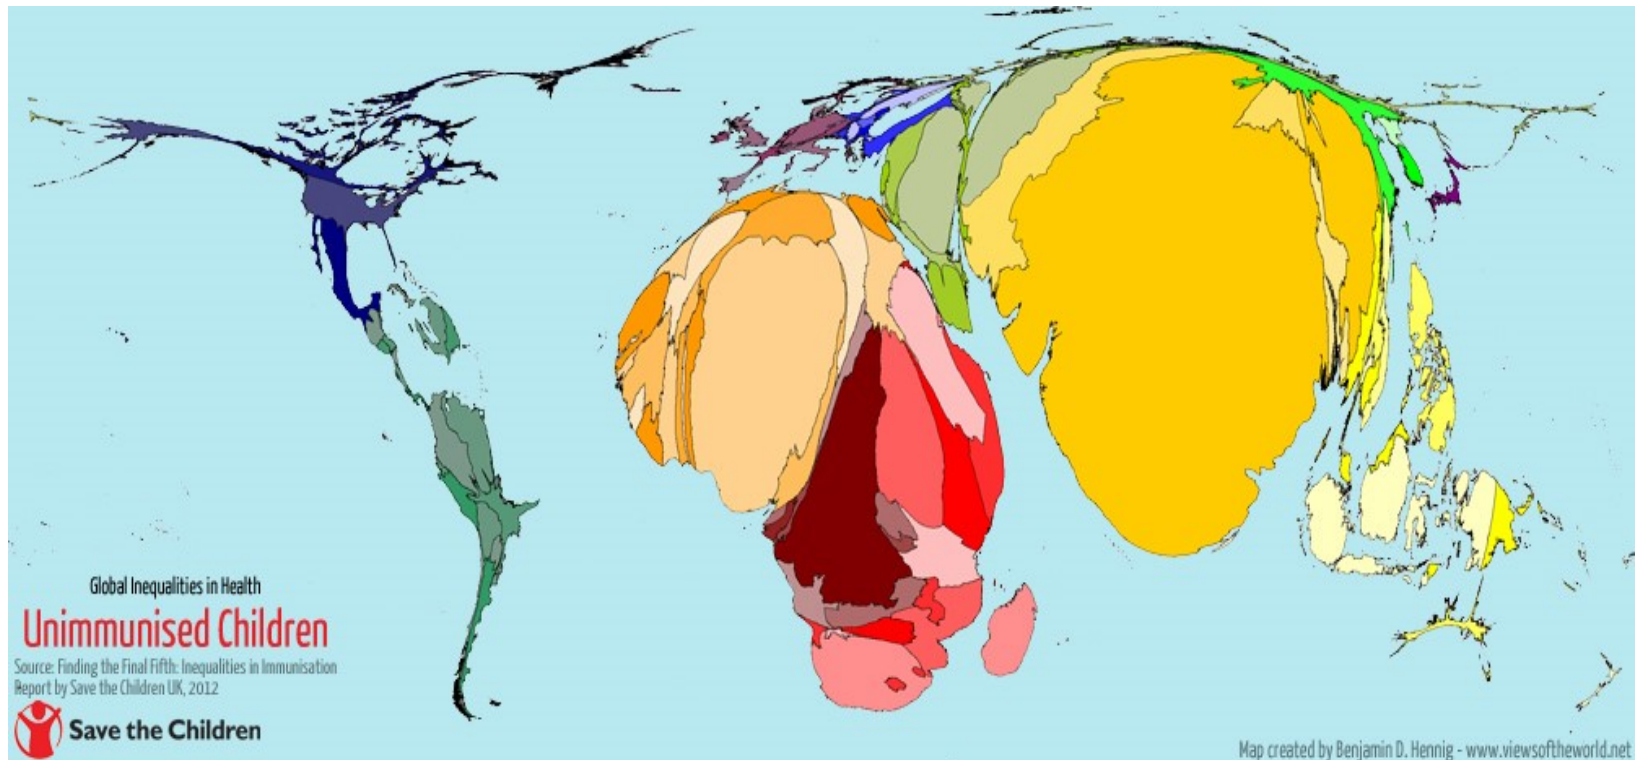 Global Inequalities in Health
Unimmunised Children
Source: Finding the Final Fifth: Inequalities in Immunisation
Report by Save the Children UK, 2012
Save the Children
Map created by Benjamin D. Hennig - www.viewsoftheworld.net